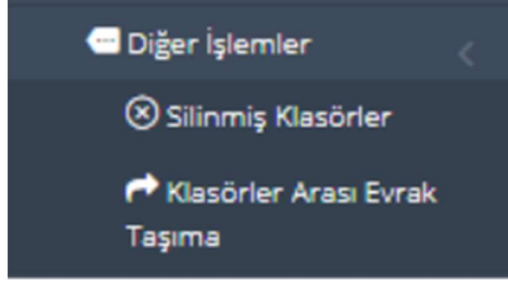 Diğer İşlemler
Silinmiş Klasörler
Klasörler Arası Evrak
Taşıma